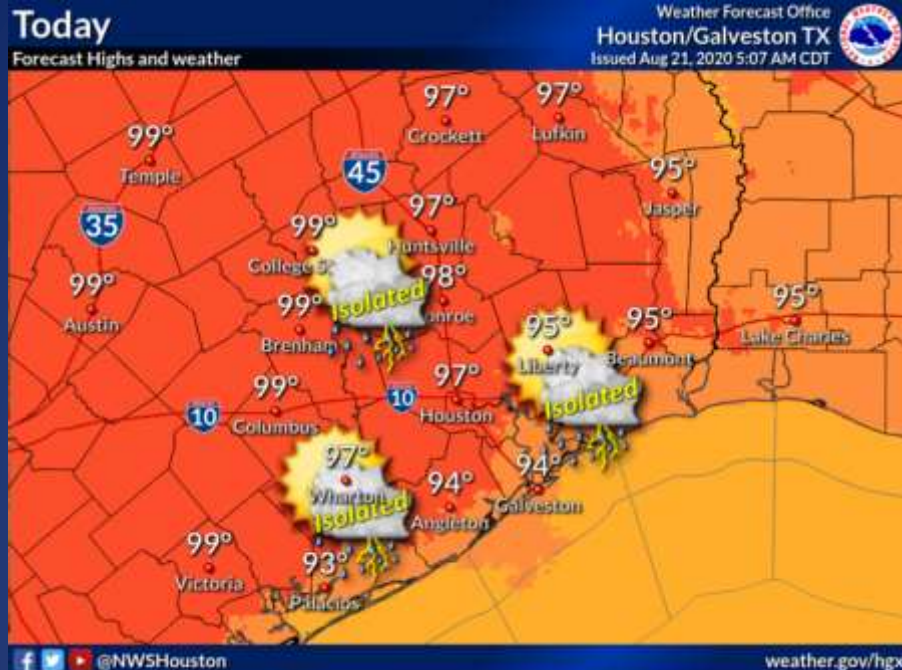 Today
Forecast Highs and weather
Weather Forecast Office
Houston/Galveston TX
Issued Aug 21, 2020 5:07 AM CDT
97°
Crockett
97°
Lufkin
99°
Temple
45
95°
Jasper
35
99°
College St
97°
Huntsville
99°
Austin
99°
Brenham
98°
onroe
Isolated
95°
Liberty
95°
Beaumont
95°
Lake Charles
Isolated
10
99°
Columbus
10
97°
Houston
97°
Wharton
Isolated
94°
Angleton
94°
Galveston
99°
Victoria
93°
Palacios
@NWSHouston
weather.gov/hgx